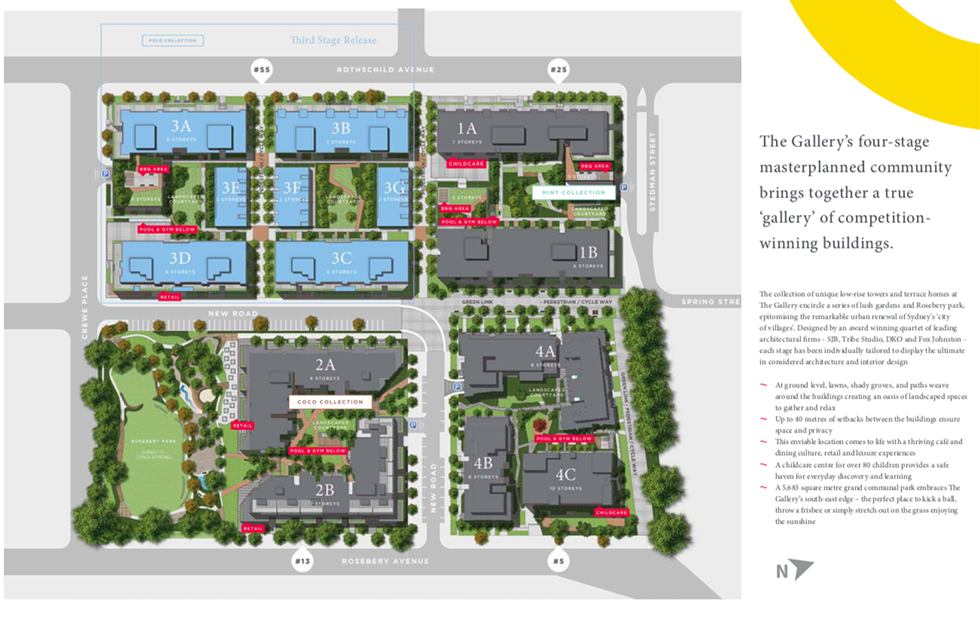 POLO COLLECTION
Third Stage Release
#55
ROTHSCHILD AVENUE
#25
3A
6 STOREYS
3B
7 STOREYS
1A
7 STOREYS
CHILDCARE
BBQ AREA
BBQ AREA
STEDMAN STREET
P
P
3E
3F
3G
LANDSCAPED
COURTYARD
LANDSCAPED
COURTYARD
MINT COLLECTION
LANDSCAPED
COURTYARD
BBQ AREA
POOL & GYM BELOW
POOL & GYM BELOW
3D
6 STOREYS
3C
6 STOREYS
1B
6 STOREYS
RETAIL
CREWE PLACE
GREEN LINK
- PEDESTRIAN / CYCLE WAY
SPRING STRE
NEW ROAD
2A
8 STOREYS
4A
COCO COLLECTION
P
LANDSCAPED
COURTYARD
LANDSCAPED
COURTYARD
RETAIL
P
ROSEBERY PARK
POOL & GYM BELOW
POOL & GYM BELOW
4B
4C
10 STOREYS
2B
NEW ROAD
CHILDCARE
RETAIL
#13
ROSEBERY AVENUE
#5
The Gallery’s four-stage
masterplanned community
brings together a true
‘gallery’ of competition-
winning buildings.
The collection of unique low-rise towers and terrace homes at
The Gallery encircle a series of lush gardens and Rosebery park,
epitomising the remarkable urban renewal of Sydney’s ‘city
of villages’. Designed by an award winning quartet of leading
architectural firms - SJB, Tribe Studio, DKO and Fox Johnston -
each stage has been individually tailored to display the ultimate
in considered architecture and interior design
~ At ground level, lawns, shady groves, and paths weave
around the buildings creating an oasis of landscaped spaces
to gather and relax
~ Up to 40 metres of setbacks between the buildings ensure
space and privacy
~ This enviable location comes to life with a thriving café and
dining culture, retail and leisure experiences
~ A childcare centre for over 80 children provides a safe
haven for everyday discovery and learning
~ A 5,683 square metre grand communal park embraces The
Gallery’s south-east edge – the perfect place to kick a ball,
throw a frisbee or simply stretch out on the grass enjoying
the sunshine
N